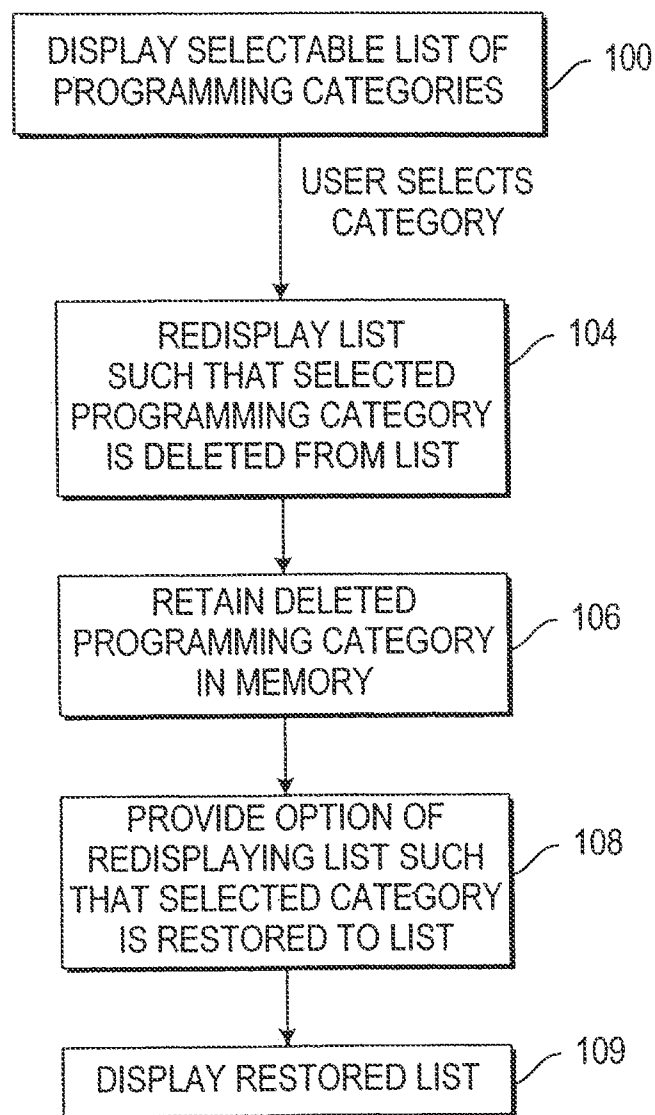 DISPLAY SELECTABLE LIST OF
PROGRAMMING CATEGORIES
100
USER SELECTS
CATEGORY
REDISPLAY LIST
SUCH THAT SELECTED
PROGRAMMING CATEGORY
IS DELETED FROM LIST
104
RETAIN DELETED
PROGRAMMING CATEGORY
IN MEMORY
106
PROVIDE OPTION OF
REDISPLAYING LIST SUCH
THAT SELECTED CATEGORY
IS RESTORED TO LIST
108
DISPLAY RESTORED LIST
109